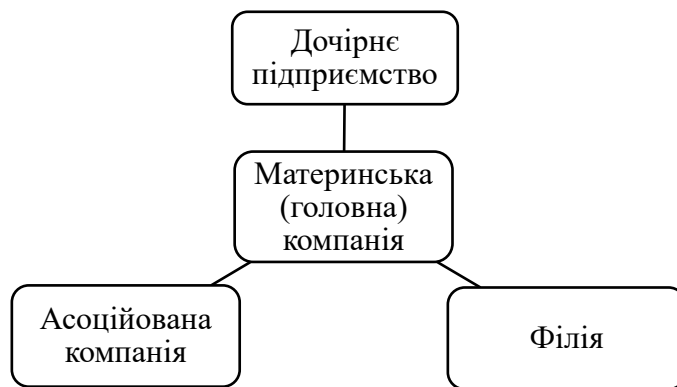 Дочірнє
підприємство
Материнська
(головна)
компанія
Асоційована
компанія
Філія